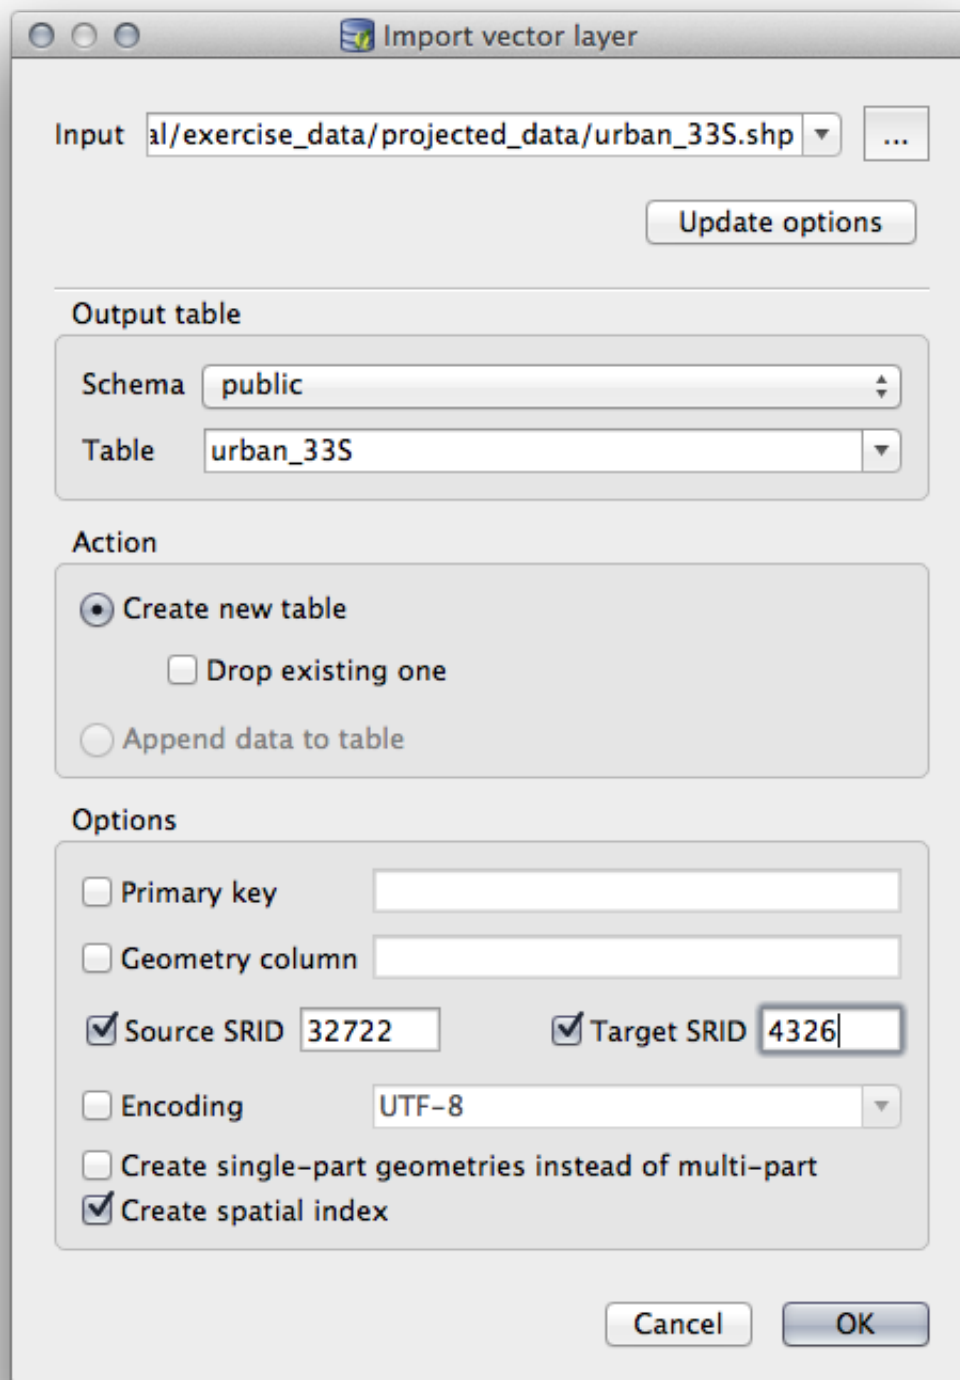 Import vector layer
Input al/exercise_data/projected_data/urban_33S.shp ...
Update options
Output table
Schema public
Table urban_33S
Action
Create new table
Drop existing one
Append data to table
Options
Primary key
Geometry column
Source SRID 32722 Target SRID 4326
Encoding UTF-8
Create single-part geometries instead of multi-part
Create spatial index
Cancel OK